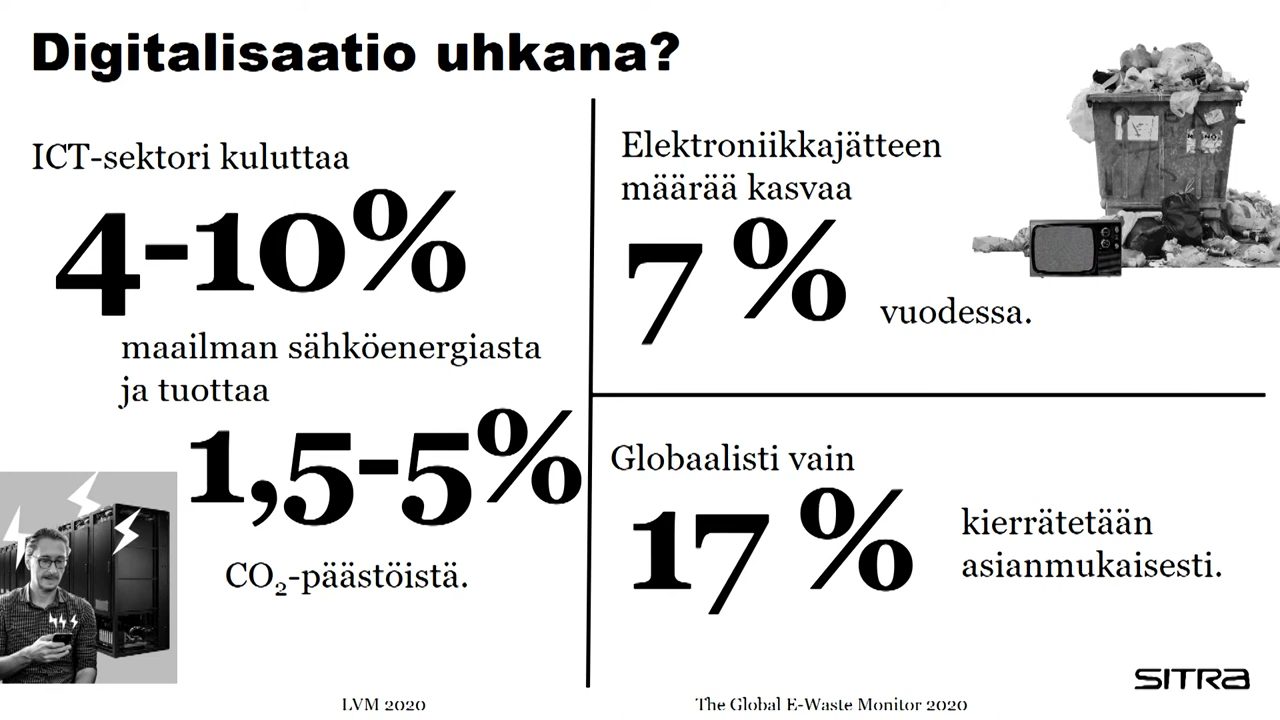 Digitalisaatio uhkana?
ICT-sektori kuluttaa
4-10%
maailman sähköenergiasta
ja tuottaa
1,5-5%
CO₂-päästöistä.
LVM 2020
Elektroniikkajätteen
määrää kasvaa
7 % vuodessa.
Globaalisti vain
17 %
kierrätetään
asianmukaisesti.
The Global E-Waste Monitor 2020
SITRA